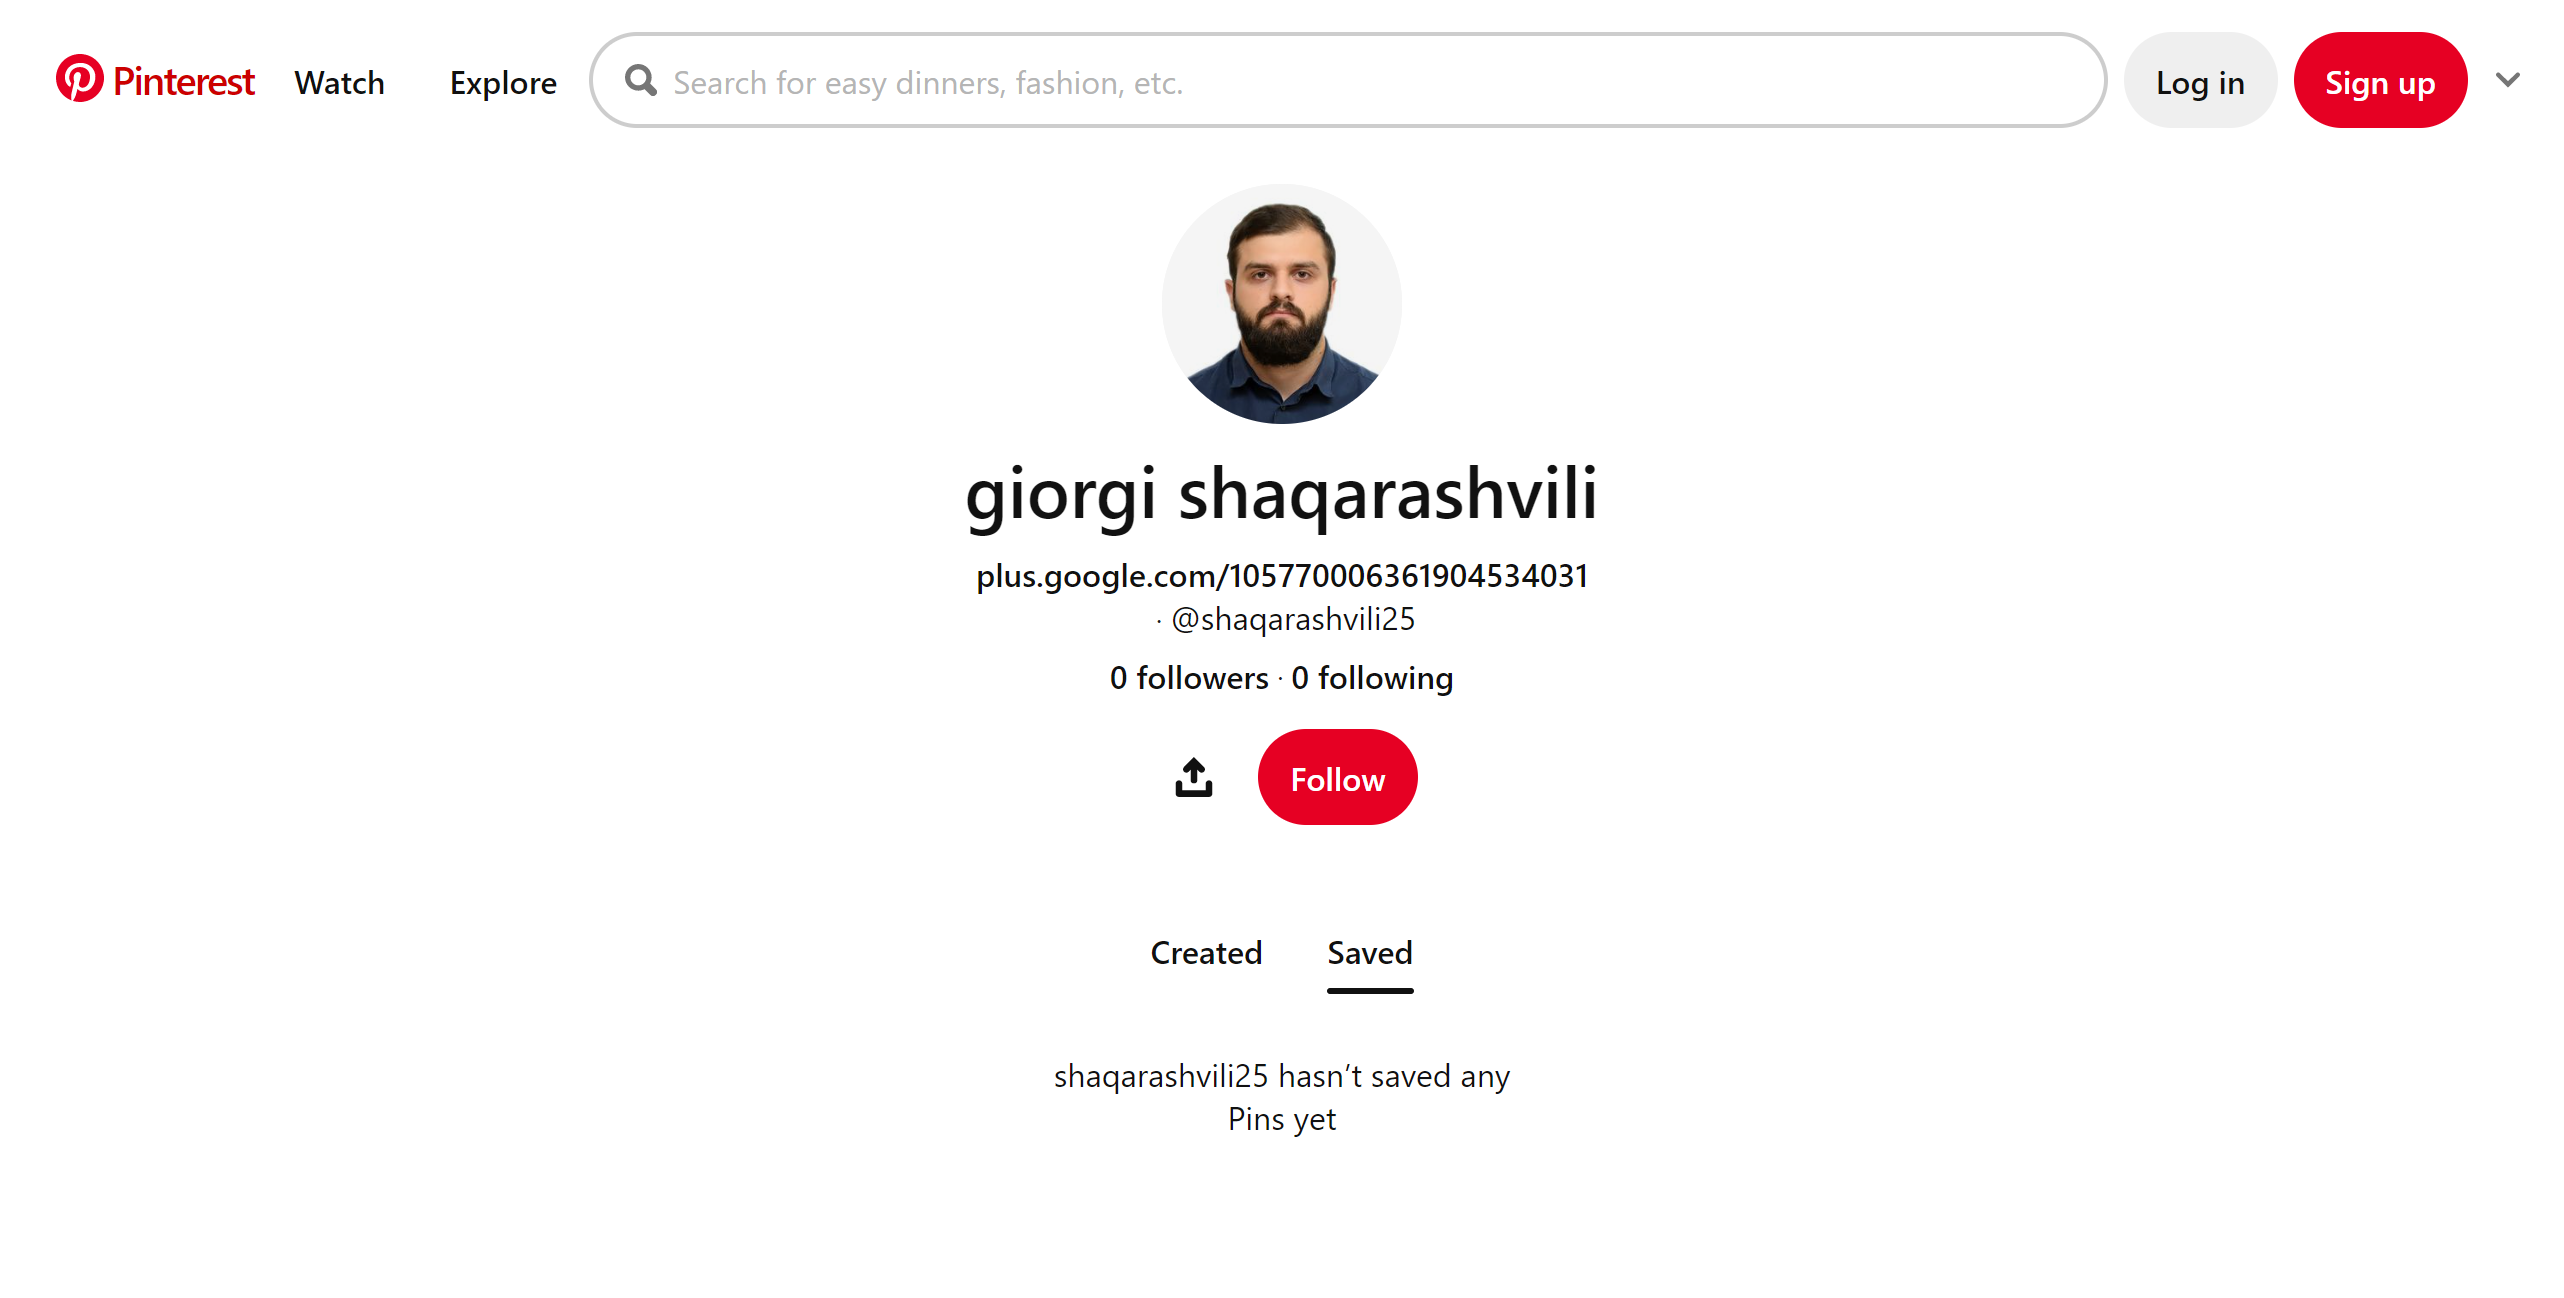 Pinterest Watch Explore Search for easy dinners, fashion, etc. Log in Sign up
giorgi shaqarashvili
plus.google.com/105770006361904534031
· @shaqarashvili25
0 followers · 0 following
Follow
Created Saved
shaqarashvili25 hasn’t saved any
Pins yet